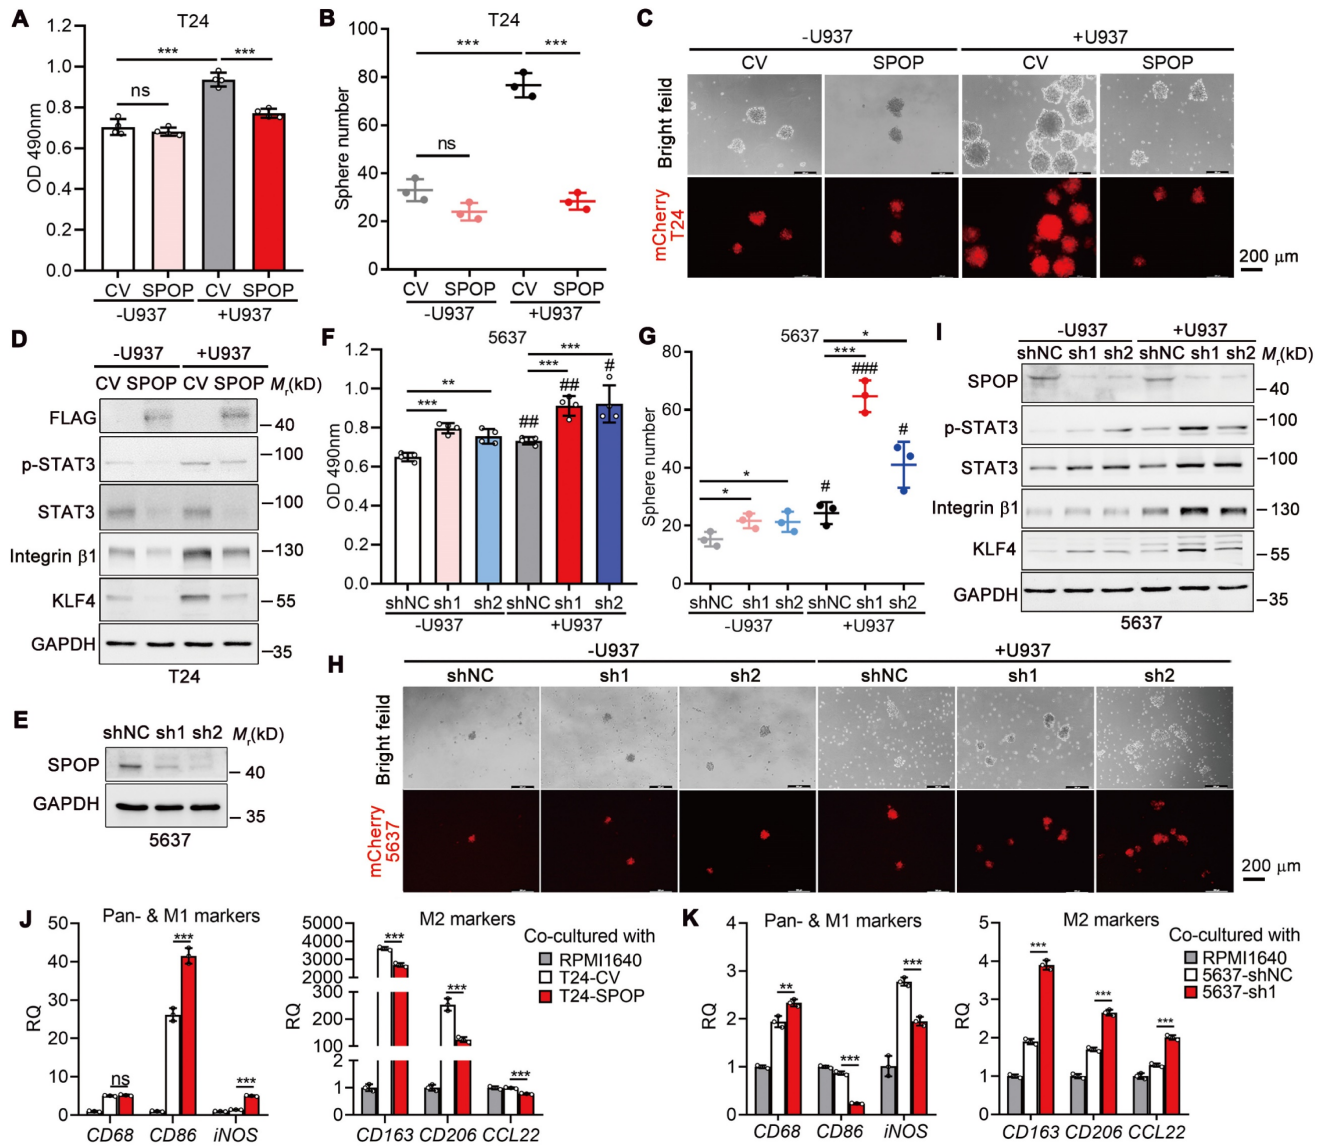 A
T24
OD 490nm
1.2
1.0
0.8
0.6
0.4
0.2
0.0
***
***
ns
CV SPOP CV SPOP
-U937 +U937
B
T24
Sphere number
100
80
60
40
20
0
***
***
ns
CV SPOP CV SPOP
-U937 +U937
C
-U937 +U937
CV SPOP CV SPOP
Bright feild
mCherry
T24
200 μm
D
-U937 +U937
CV SPOP CV SPOP Mr(kD)
FLAG 40
p-STAT3 100
STAT3 100
Integrin β1 130
KLF4 55
GAPDH 35
T24
E
shNC sh1 sh2 Mr(kD)
SPOP 40
GAPDH 35
5637
F
5637
OD 490nm
1.2
1.0
0.8
0.6
0.4
0.2
0.0
***
**
***
***
##
##
#
shNC sh1 sh2 shNC sh1 sh2
-U937 +U937
G
5637
Sphere number
80
60
40
20
0
*
*
***
*
#
###
#
shNC sh1 sh2 shNC sh1 sh2
-U937 +U937
H
-U937 +U937
shNC sh1 sh2 shNC sh1 sh2
Bright feild
mCherry
5637
200 μm
I
-U937 +U937
shNC sh1 sh2 shNC sh1 sh2 Mr(kD)
SPOP 40
p-STAT3 100
STAT3 100
Integrin β1 130
KLF4 55
GAPDH 35
5637
J
Pan- & M1 markers
RQ
50
40
30
20
10
0
ns
***
***
CD68 CD86 iNOS
M2 markers
RQ
5000
4000
3000
2000
300
200
100
2
1
0
***
***
***
CD163 CD206 CCL22
Co-cultured with
RPMI1640
T24-CV
T24-SPOP
K
Pan- & M1 markers
RQ
4
3
2
1
0
**
***
***
CD68 CD86 iNOS
M2 markers
RQ
5
4
3
2
1
0
***
***
***
CD163 CD206 CCL22
Co-cultured with
RPMI1640
5637-shNC
5637-sh1